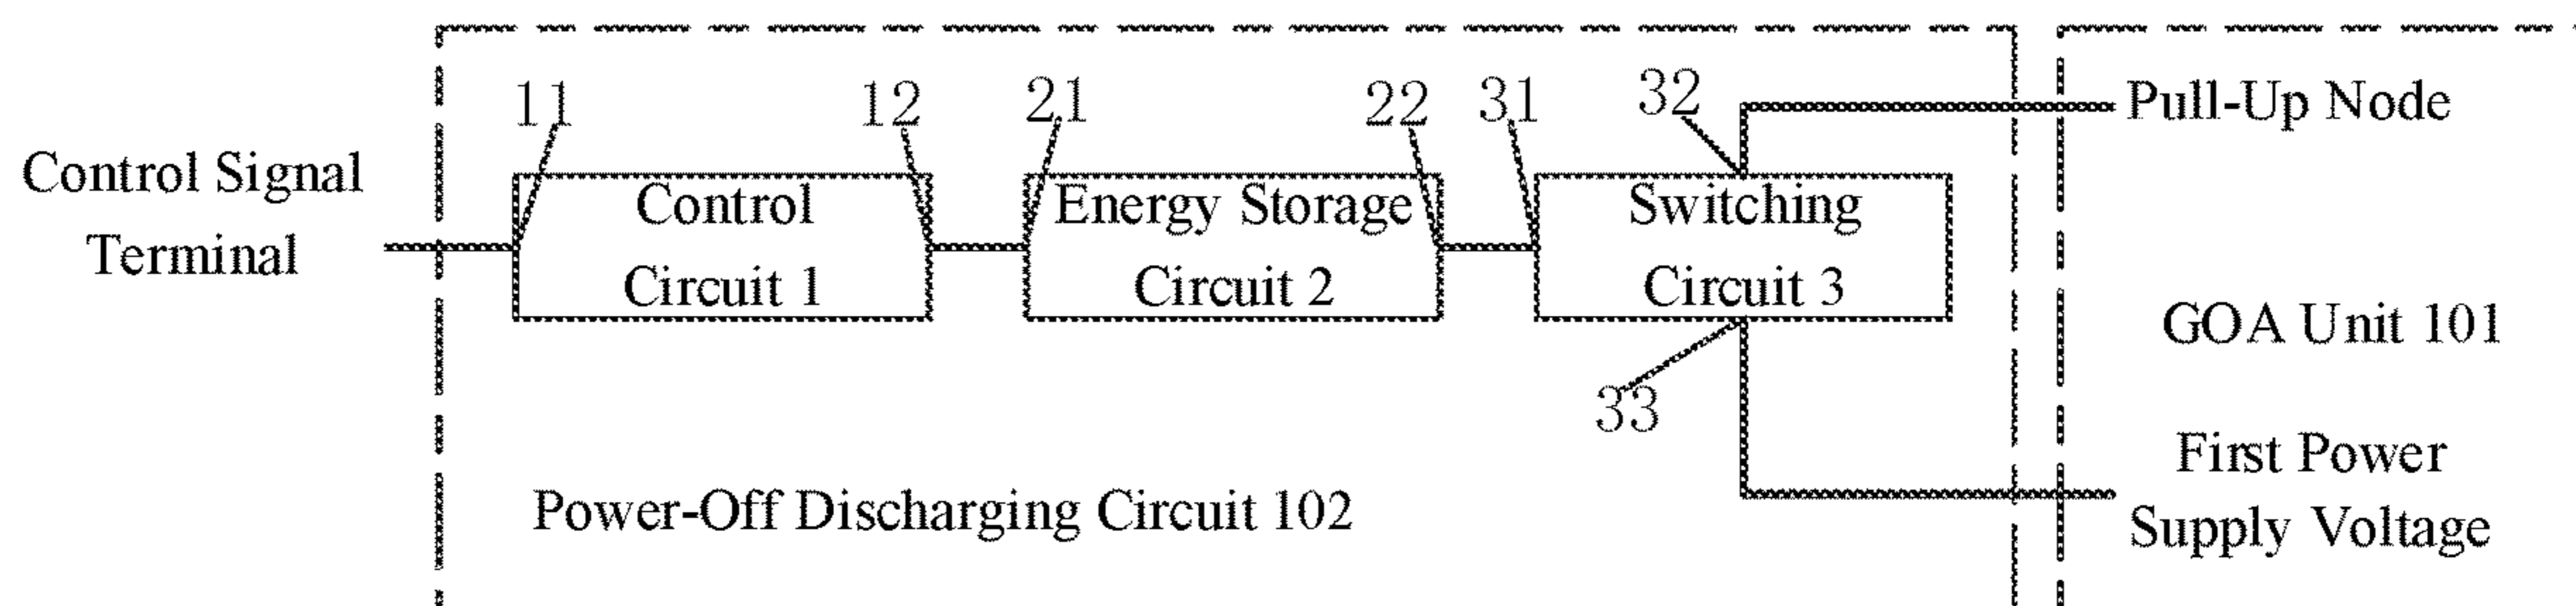 11
12
21
22
31
32
Pull-Up Node
Control Signal
Terminal
Control
Circuit 1
Energy Storage
Circuit 2
Switching
Circuit 3
GOA Unit 101
33
First Power
Supply Voltage
Power-Off Discharging Circuit 102